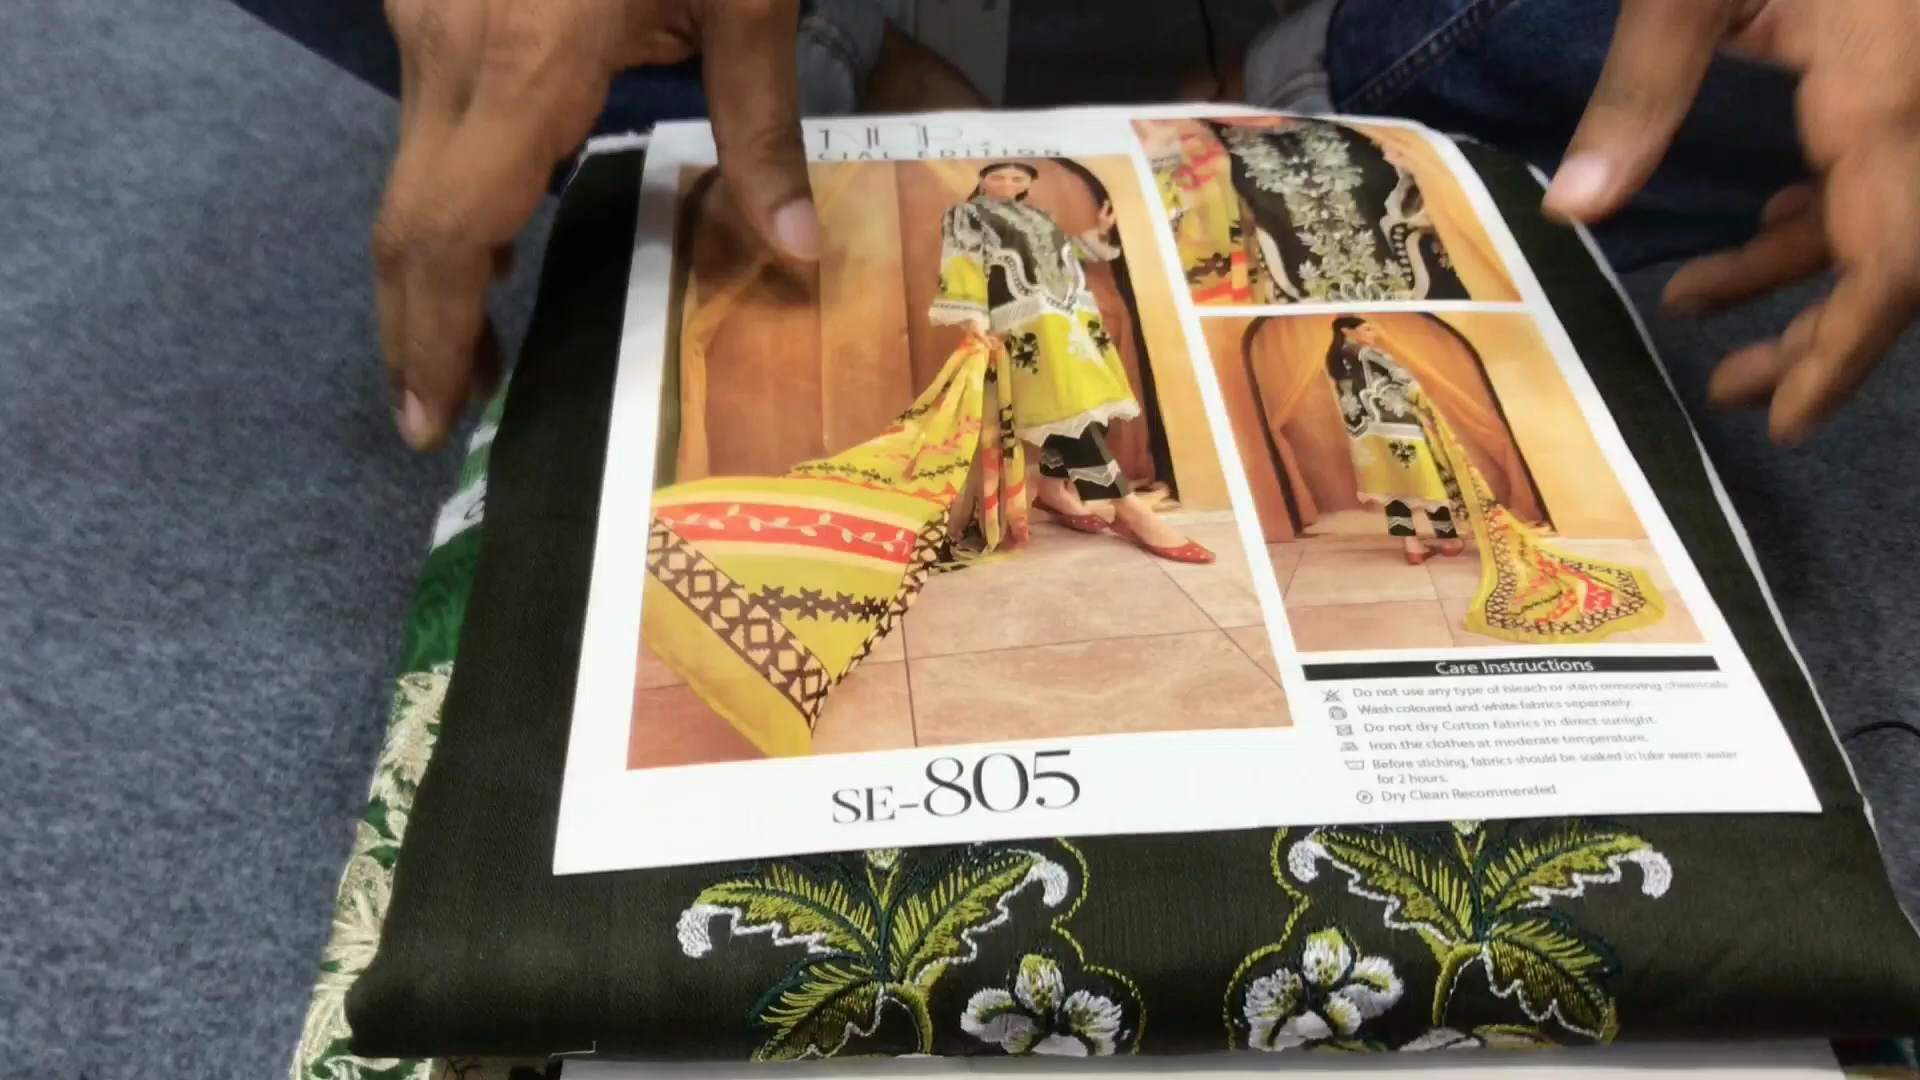 EDITION
Care Instructions
Do not use any type of bleach or stain removing chemicals.
Wash coloured and white fabrics separately.
Do not dry Cotton fabrics in direct sunlight.
Iron the clothes at moderate temperature.
Before stiching, fabrics should be soaked in luke warm water
for 2 hours.
Dry Clean Recommended
SE-805